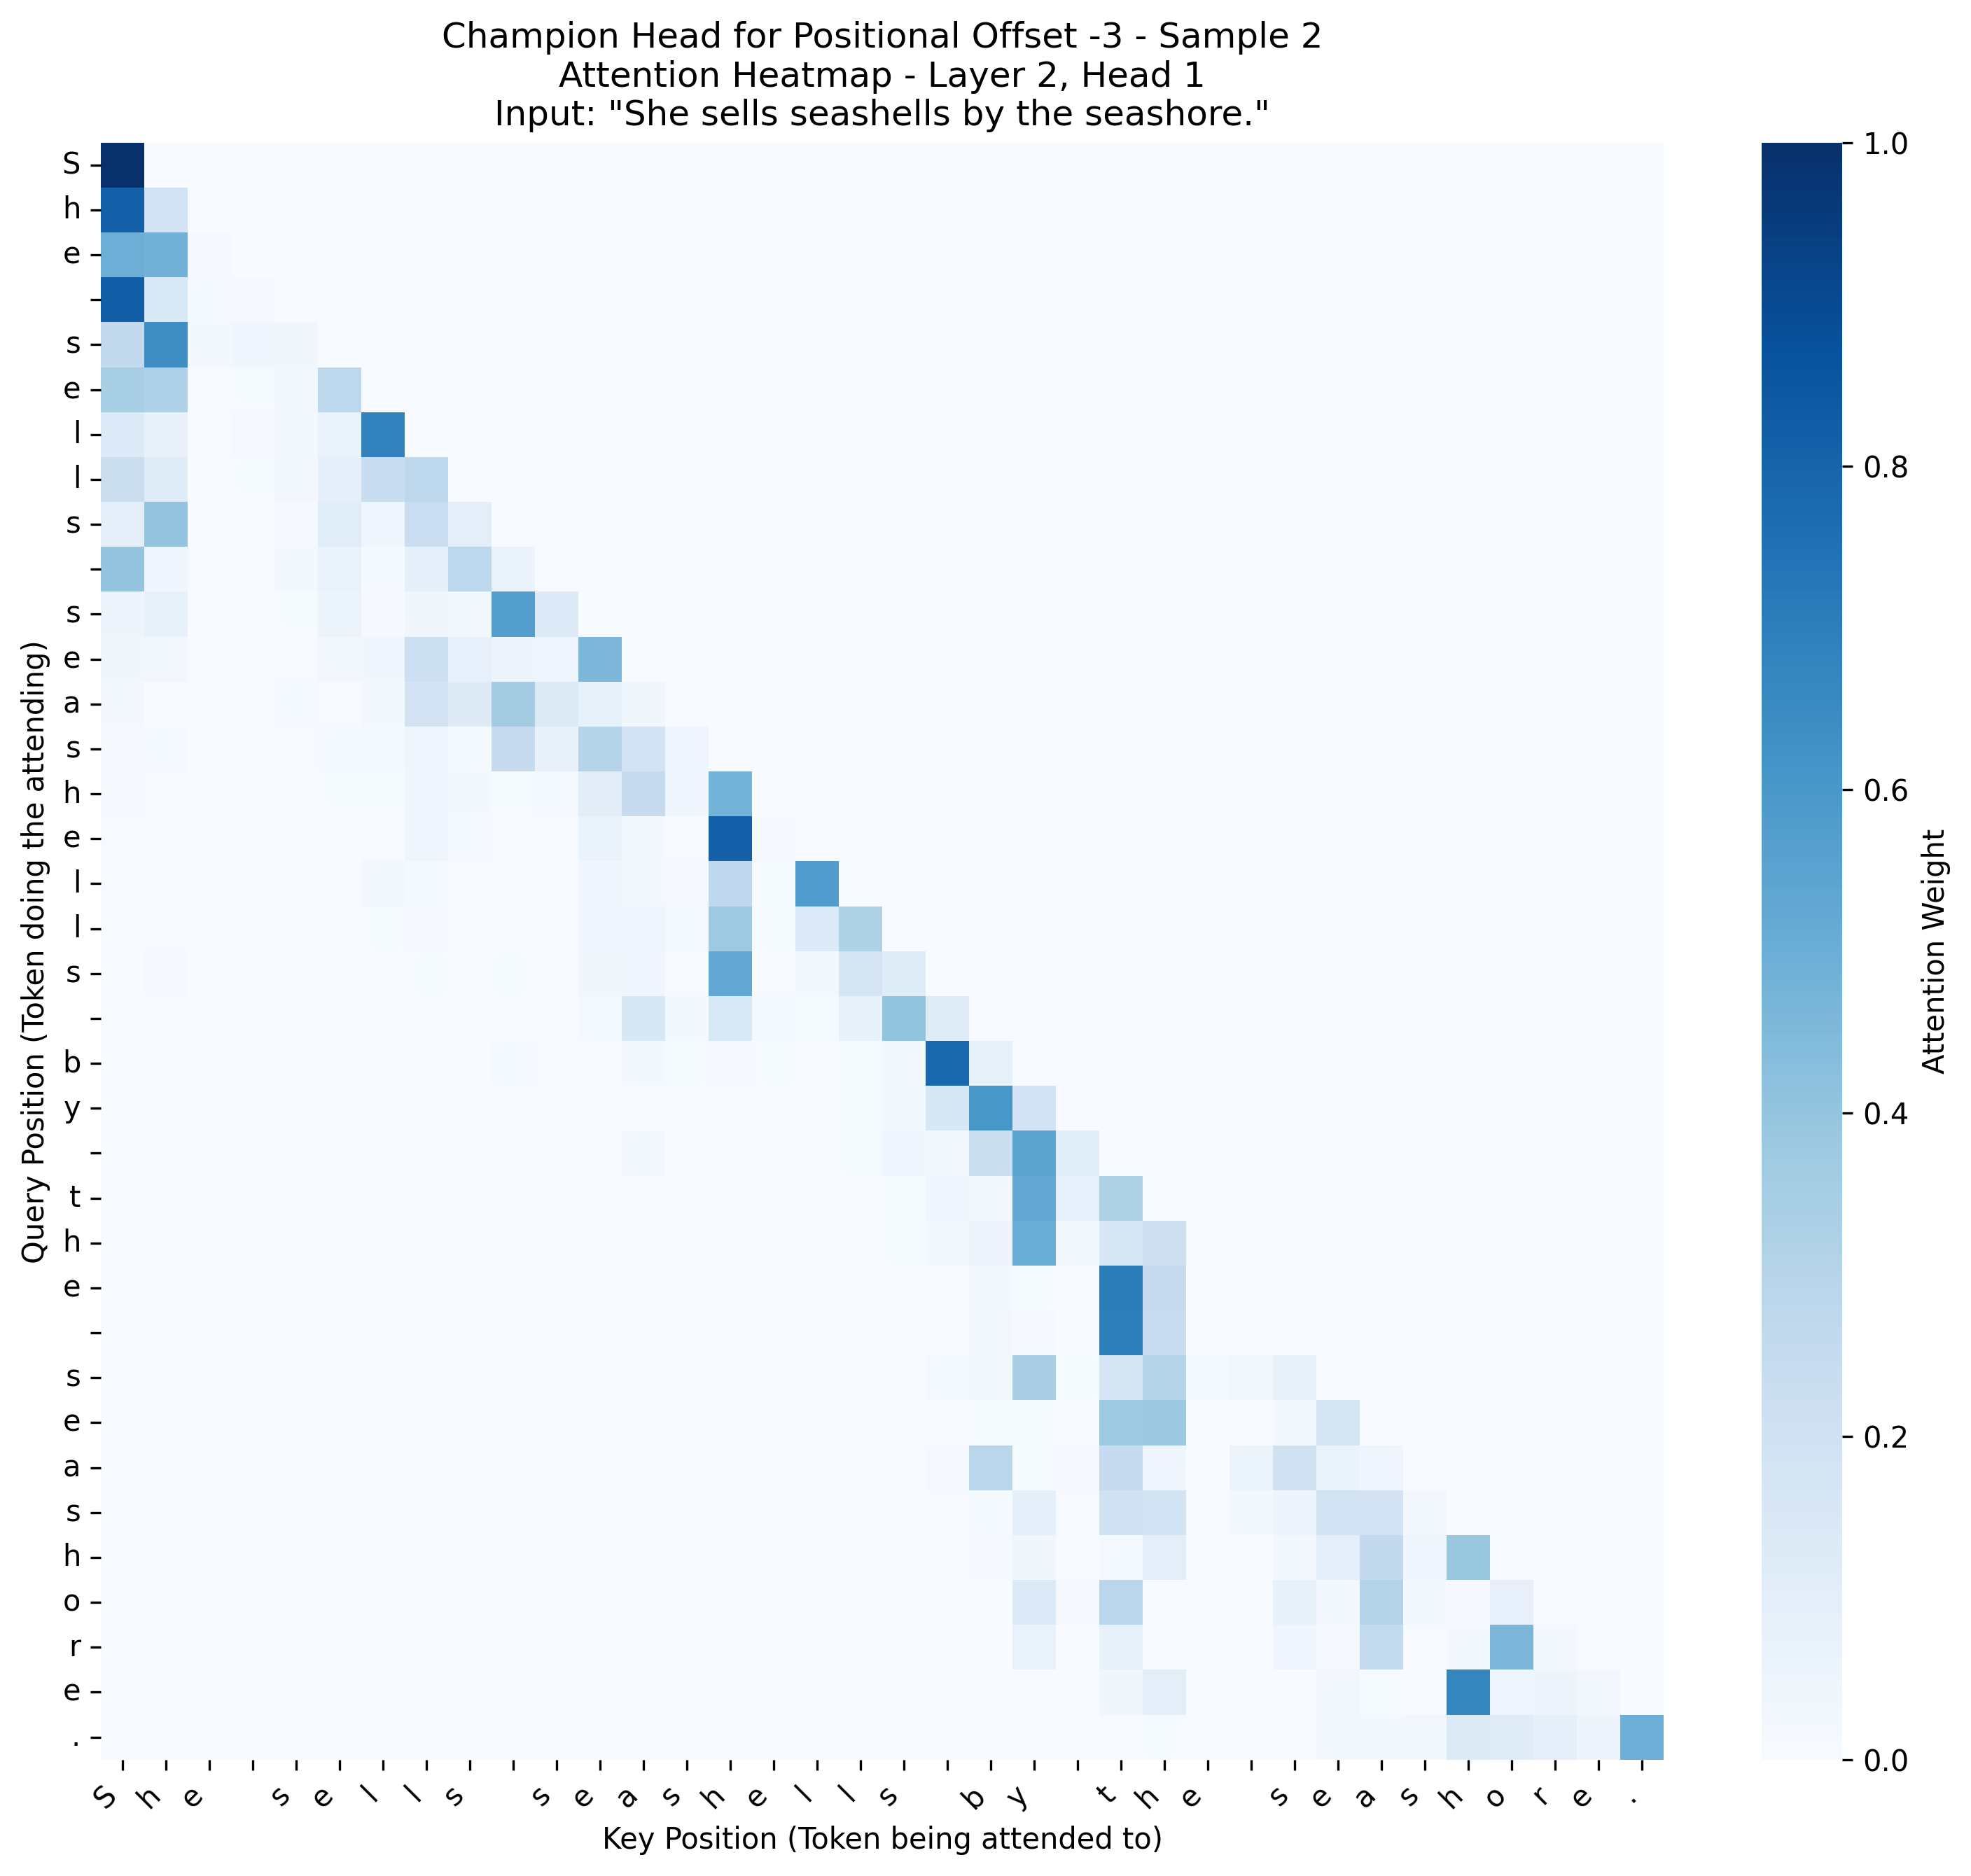 Champion Head for Positional Offset -3 - Sample 2
Attention Heatmap - Layer 2, Head 1
Input: "She sells seashells by the seashore."
Query Position (Token doing the attending)
S
h
e
s
e
l
l
s
s
e
a
s
h
e
l
l
s
b
y
t
h
e
s
e
a
s
h
o
r
e
.
S h e s e l l s s e a s h e l l s b y t h e s e a s h o r e .
Key Position (Token being attended to)
1.0
0.8
0.6
0.4
0.2
0.0
Attention Weight